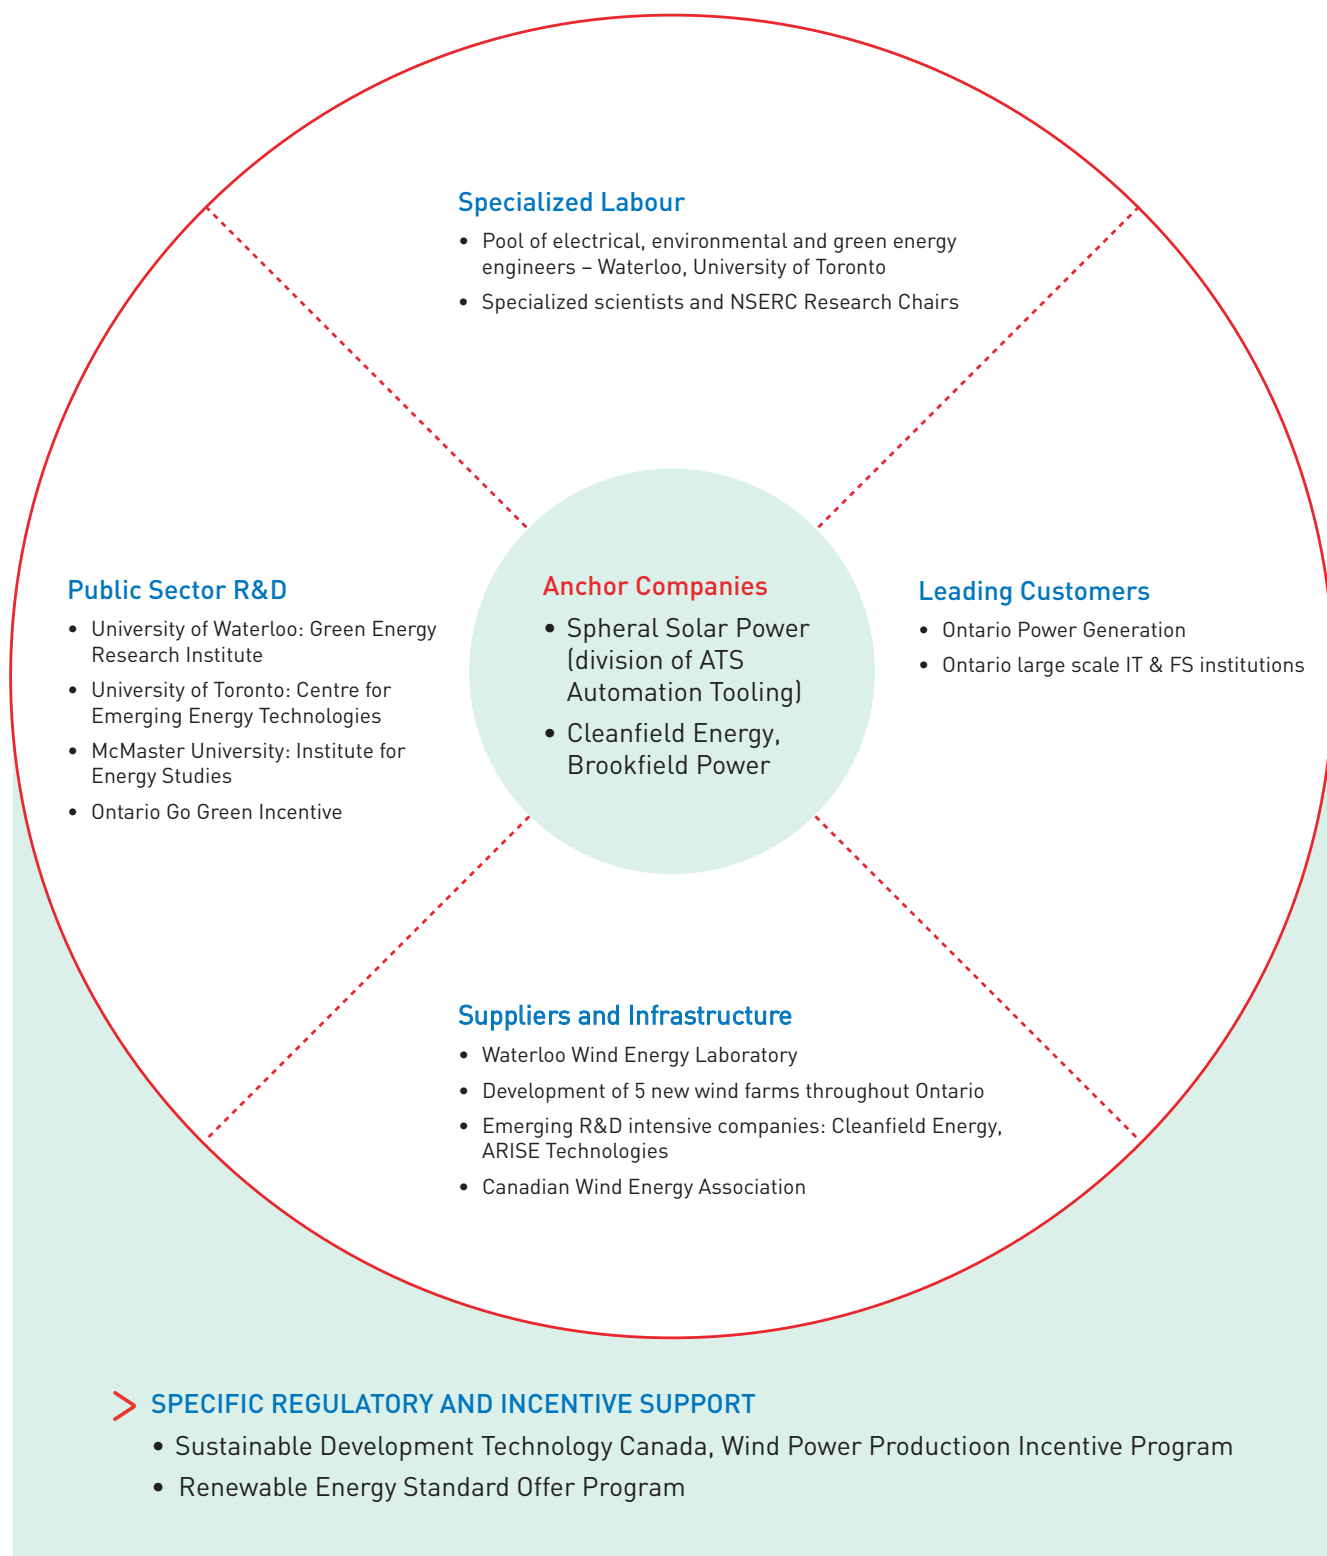 Specialized Labour
• Pool of electrical, environmental and green energy
engineers – Waterloo, University of Toronto
• Specialized scientists and NSERC Research Chairs
Public Sector R&D
• University of Waterloo: Green Energy
Research Institute
• University of Toronto: Centre for
Emerging Energy Technologies
• McMaster University: Institute for
Energy Studies
• Ontario Go Green Incentive
Anchor Companies
• Spheral Solar Power
(division of ATS
Automation Tooling)
• Cleanfield Energy,
Brookfield Power
Leading Customers
• Ontario Power Generation
• Ontario large scale IT & FS institutions
Suppliers and Infrastructure
• Waterloo Wind Energy Laboratory
• Development of 5 new wind farms throughout Ontario
• Emerging R&D intensive companies: Cleanfield Energy,
ARISE Technologies
• Canadian Wind Energy Association
> SPECIFIC REGULATORY AND INCENTIVE SUPPORT
• Sustainable Development Technology Canada, Wind Power Productioon Incentive Program
• Renewable Energy Standard Offer Program